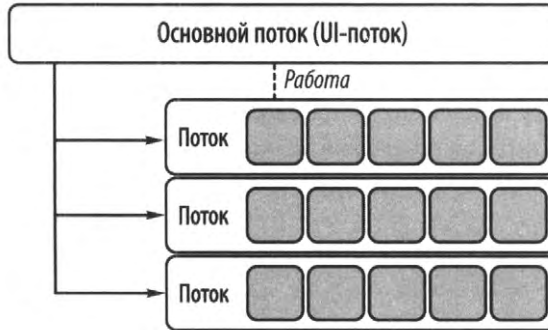 Основной поток (UI-поток)
Работа
Поток
Поток
Поток